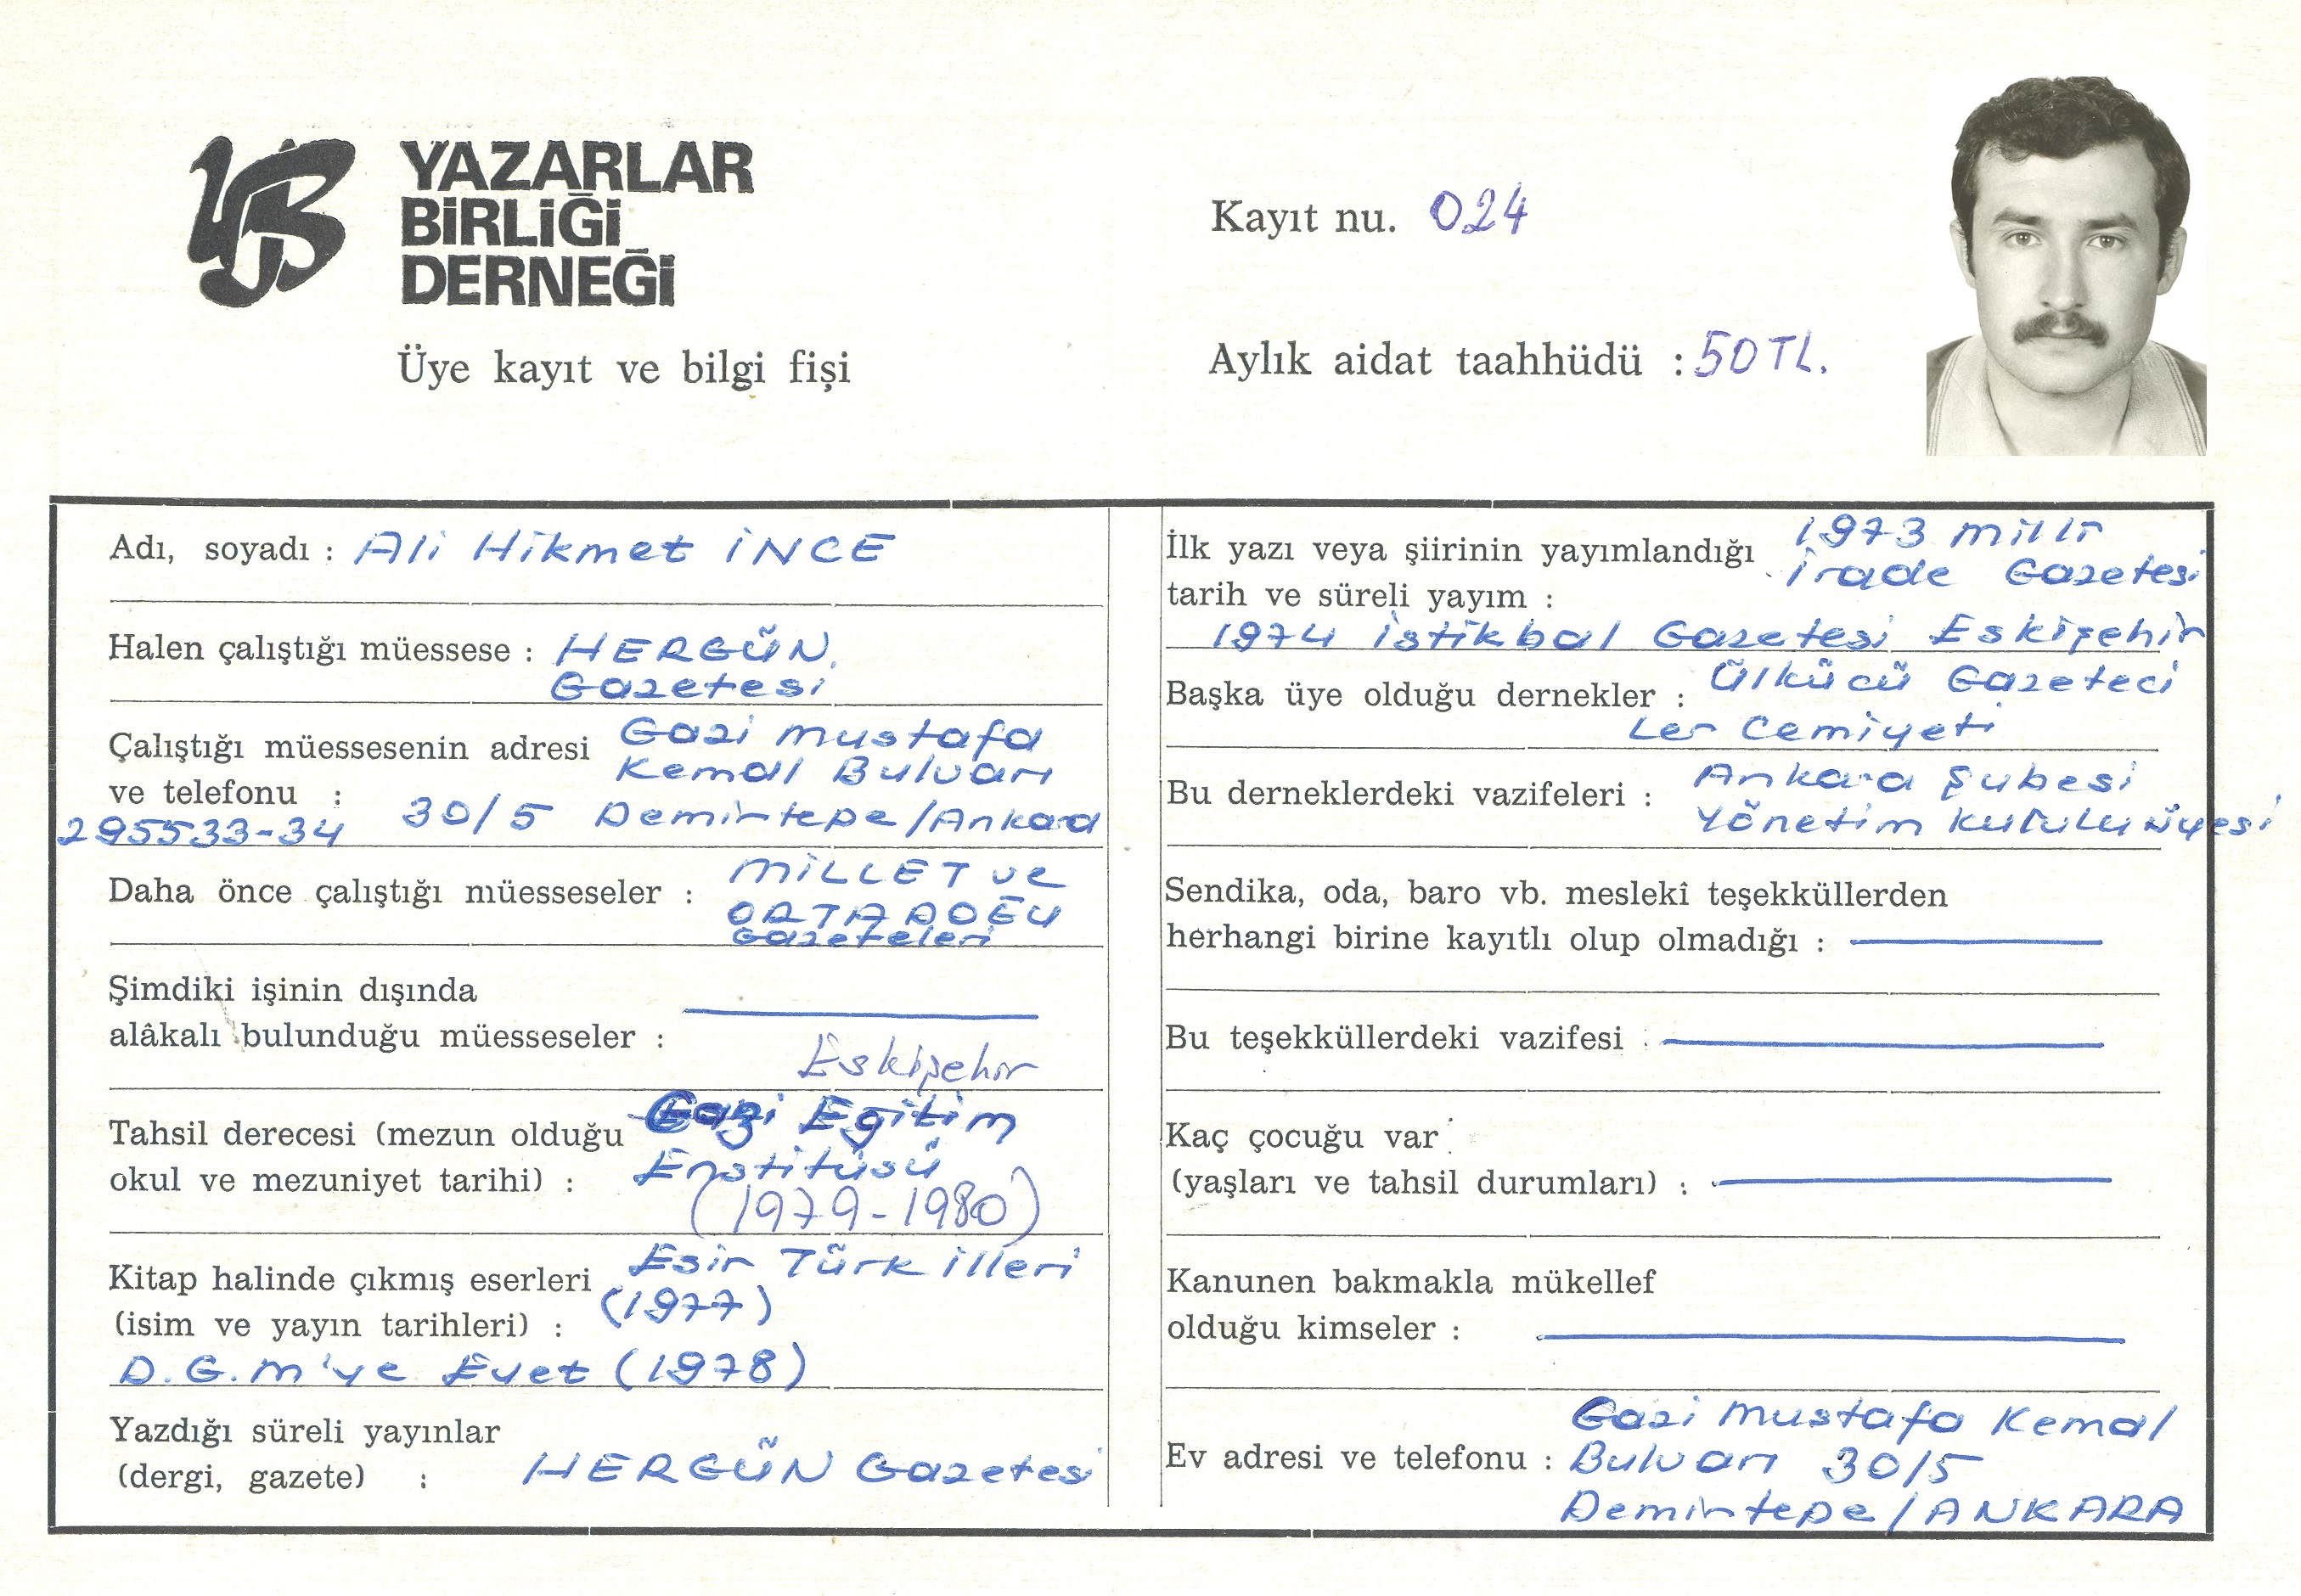 YAZARLAR
BİRLİĞİ
DERNEĞİ
Üye kayıt ve bilgi fişi
Kayıt nu. 024
Aylık aidat taahhüdü : 50 TL.
Adı, soyadı : Ali Hikmet İNCE
Halen çalıştığı müessese : HERGÜN
Gazetesi
Çalıştığı müessesenin adresi Gazi Mustafa
Kemal Bulvarı
ve telefonu :
295533-34 30/5 Demirtepe/Ankara
Daha önce çalıştığı müesseseler : MİLLET ve
ORTADOĞU
Gazeteleri
Şimdiki işinin dışında
alâkalı bulunduğu müesseseler :
Eskişehir
Tahsil derecesi (mezun olduğu Gazi Eğitim
okul ve mezuniyet tarihi) : Enstitüsü
(1979-1980)
Kitap halinde çıkmış eserleri Esir Türk illeri
(isim ve yayın tarihleri) : (1977)
D.G.M'ye Evet (1978)
Yazdığı süreli yayınlar
(dergi, gazete) : HERGÜN Gazetesi
İlk yazı veya şiirinin yayımlandığı 1973 Milli
İrade Gazetesi
tarih ve süreli yayım :
1974 İstikbal Gazetesi Eskişehir
Başka üye olduğu dernekler : Ülkücü Gazeteci
Ler Cemiyeti
Bu derneklerdeki vazifeleri : Ankara Şubesi
Yönetim Kurulu Üyesi
Sendika, oda, baro vb. meslekî teşekküllerden
herhangi birine kayıtlı olup olmadığı :
Bu teşekküllerdeki vazifesi :
Kaç çocuğu var
(yaşları ve tahsil durumları) :
Kanunen bakmakla mükellef
olduğu kimseler :
Gazi Mustafa Kemal
Ev adresi ve telefonu : Bulvarı 30/5
Demirtepe/ANKARA